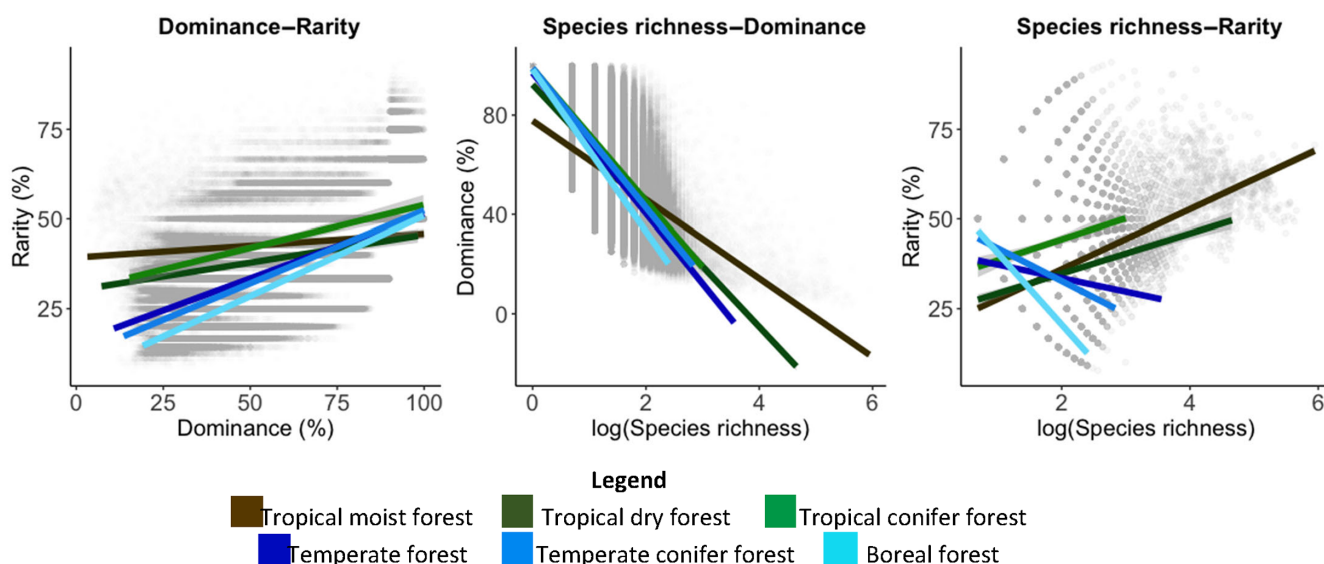 Dominance–Rarity
Species richness–Dominance
Species richness–Rarity
Rarity (%)
75
50
25
0 25 50 75 100
Dominance (%)
Dominance (%)
80
40
0
0 2 4 6
log(Species richness)
Rarity (%)
75
50
25
2 4 6
log(Species richness)
Legend
Tropical moist forest Tropical dry forest Tropical conifer forest
Temperate forest Temperate conifer forest Boreal forest